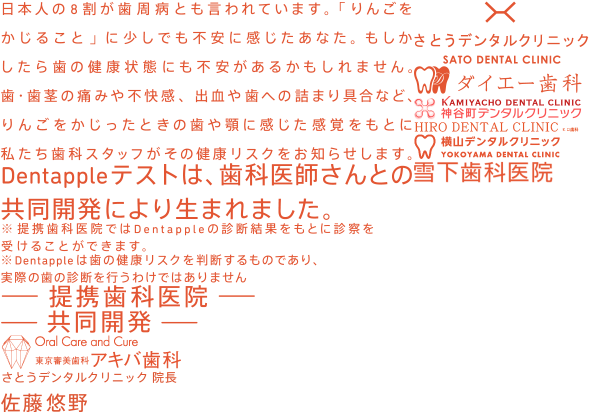 日本人の8割が歯周病とも言われています。「りんごを
かじること」に少しでも不安に感じたあなた。もしか
したら歯の健康状態にも不安があるかもしれません。
歯・歯茎の痛みや不快感、出血や歯への詰まり具合など、
りんごをかじったときの歯や顎に感じた感覚をもとに
私たち歯科スタッフがその健康リスクをお知らせします。
Dentappleテストは、歯科医師さんとの
共同開発により生まれました。
※提携歯科医院ではDentappleの診断結果をもとに診察を
受けることができます。
※Dentappleは歯の健康リスクを判断するものであり、
実際の歯の診断を行うわけではありません
提携歯科医院
共同開発
Oral Care and Cure
東京審美歯科 アキバ歯科
さとうデンタルクリニック 院長
佐藤悠野
さとうデンタルクリニック
SATO DENTAL CLINIC
ダイエー歯科
KAMIYACHO DENTAL CLINIC
神谷町デンタルクリニック
HIRO DENTAL CLINIC
横山デンタルクリニック
YOKOYAMA DENTAL CLINIC
雪下歯科医院